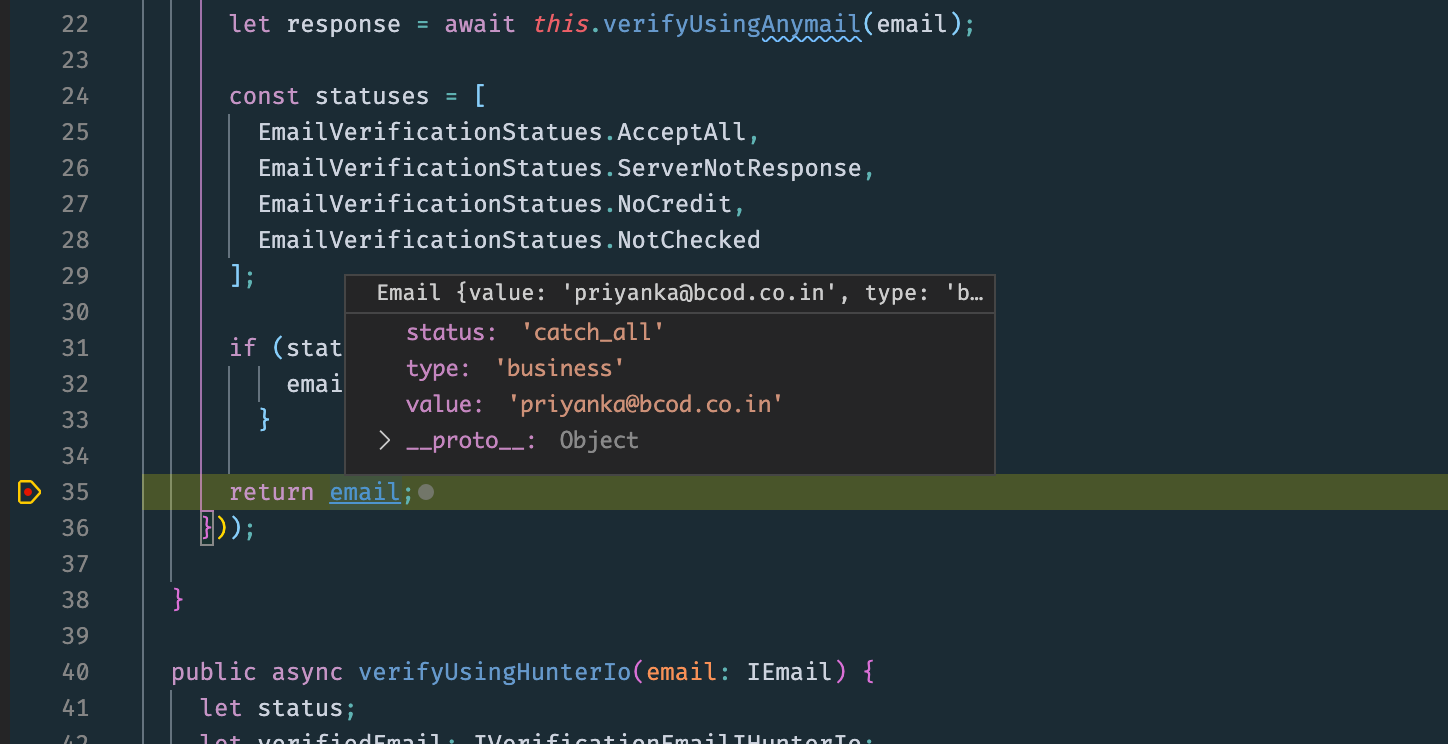 22 let response = await this.verifyUsingAnymail(email);
23
24 const statuses = [
25 EmailVerificationStatues.AcceptAll,
26 EmailVerificationStatues.ServerNotResponse,
27 EmailVerificationStatues.NoCredit,
28 EmailVerificationStatues.NotChecked
29 ];
30
31 if (stat
32 emai
33 }
34
Email {value: 'priyanka@bcod.co.in', type: 'b…
status: 'catch_all'
type: 'business'
value: 'priyanka@bcod.co.in'
__proto__: Object
35 return email;
36 }));
37
38 }
39
40 public async verifyUsingHunterIo(email: IEmail) {
41 let status;
42 let verifiedEmail: IVerificationEmailIHunterIo;